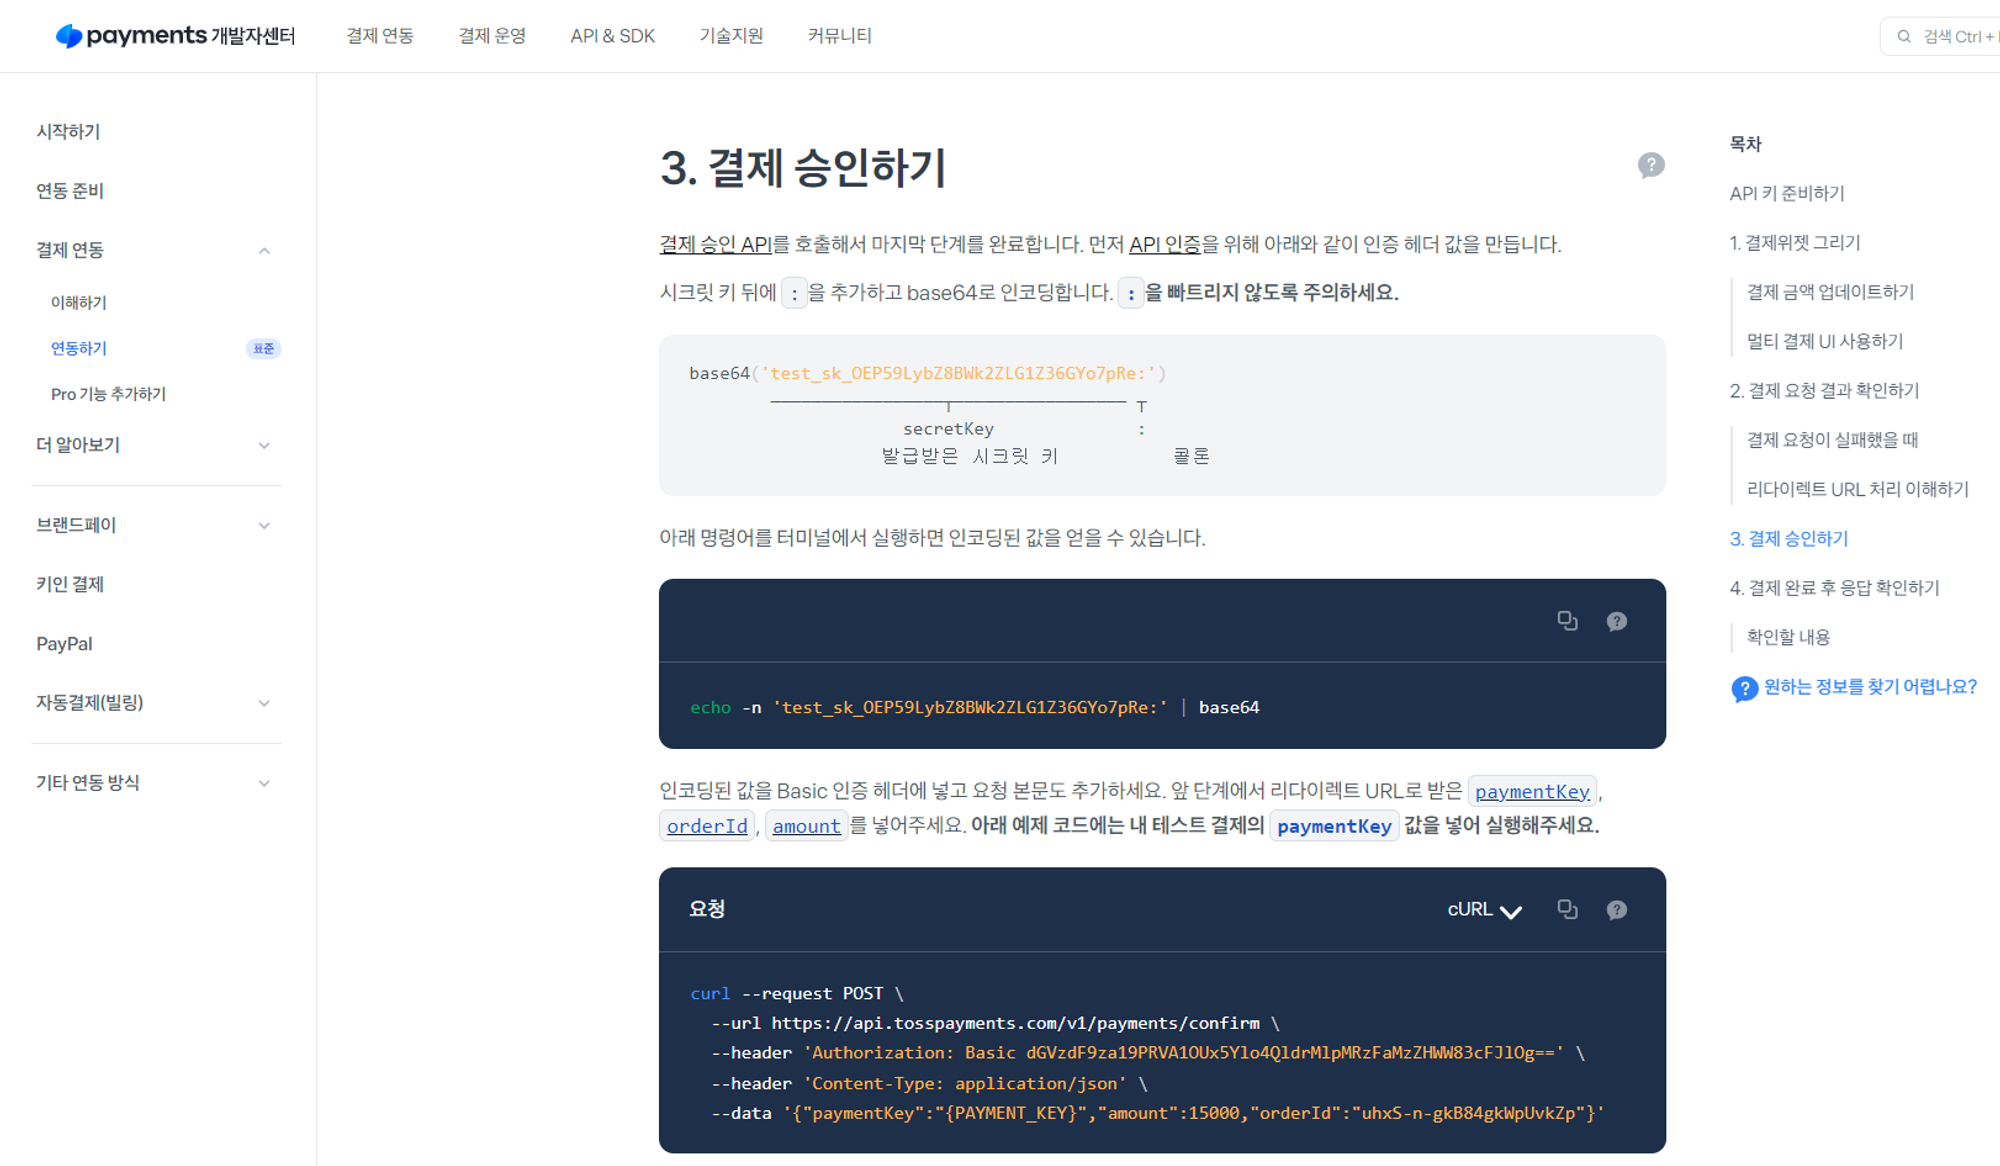 payments 개발자센터
결제 연동
결제 운영
API & SDK
기술지원
커뮤니티
검색 Ctrl +
시작하기
연동 준비
결제 연동
이해하기
연동하기 표준
Pro 기능 추가하기
더 알아보기
브랜드페이
키인 결제
PayPal
자동결제(빌링)
기타 연동 방식
3. 결제 승인하기
결제 승인 API를 호출해서 마지막 단계를 완료합니다. 먼저 API 인증을 위해 아래와 같이 인증 헤더 값을 만듭니다.
시크릿 키 뒤에 :을 추가하고 base64로 인코딩합니다. :을 빠트리지 않도록 주의하세요.
base64('test_sk_OEP59LybZ8BWk2ZLG1Z36GYo7pRe:')
─────────────────┬───────────────── ┬
secretKey :
발급받은 시크릿 키 콜론
아래 명령어를 터미널에서 실행하면 인코딩된 값을 얻을 수 있습니다.
echo -n 'test_sk_OEP59LybZ8BWk2ZLG1Z36GYo7pRe:' | base64
인코딩된 값을 Basic 인증 헤더에 넣고 요청 본문도 추가하세요. 앞 단계에서 리다이렉트 URL로 받은 paymentKey,
orderId, amount를 넣어주세요. 아래 예제 코드에는 내 테스트 결제의 paymentKey 값을 넣어 실행해주세요.
요청
cURL
curl --request POST \
--url https://api.tosspayments.com/v1/payments/confirm \
--header 'Authorization: Basic dGVzdF9za19PRVA1OUx5Ylo4QldrMlpMRzFaMzZHWW83cFJlOg==' \
--header 'Content-Type: application/json' \
--data '{"paymentKey":"{PAYMENT_KEY}","amount":15000,"orderId":"uhxS-n-gkB84gkWpUvkZp"}'
목차
API 키 준비하기
1. 결제위젯 그리기
결제 금액 업데이트하기
멀티 결제 UI 사용하기
2. 결제 요청 결과 확인하기
결제 요청이 실패했을 때
리다이렉트 URL 처리 이해하기
3. 결제 승인하기
4. 결제 완료 후 응답 확인하기
확인할 내용
? 원하는 정보를 찾기 어렵나요?